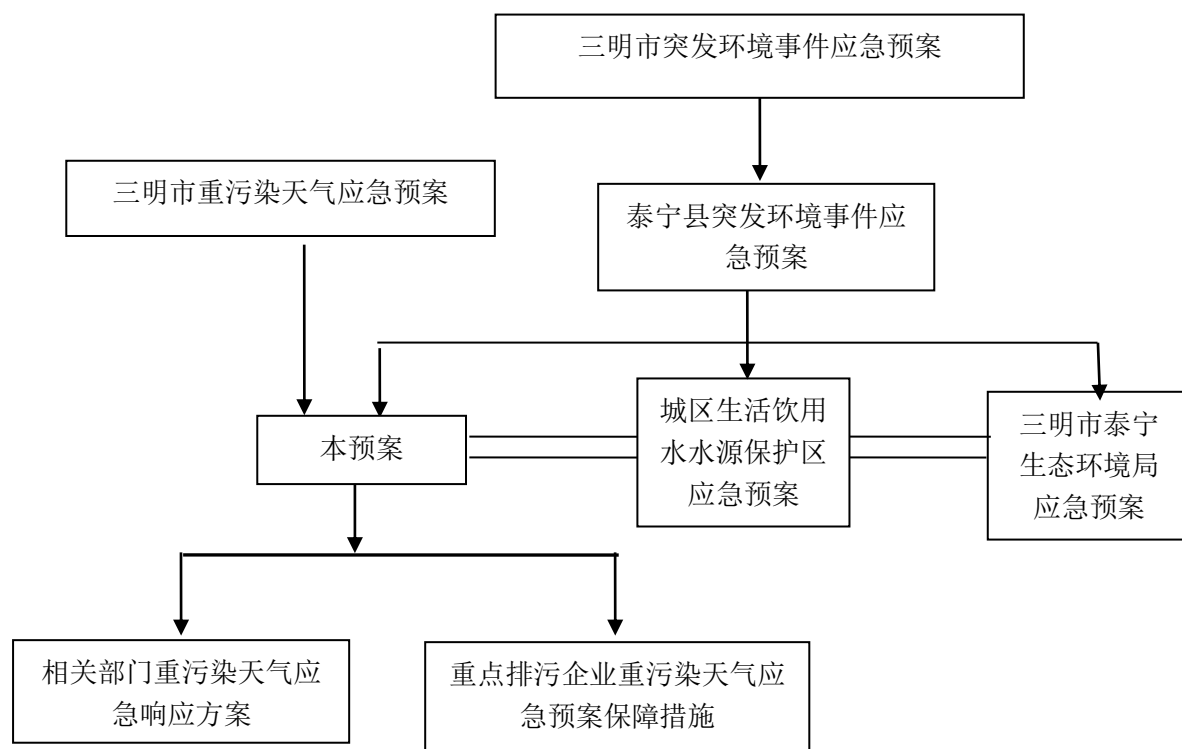 三明市突发环境事件应急预案
三明市重污染天气应急预案
泰宁县突发环境事件应
急预案
本预案
城区生活饮用
水水源保护区
应急预案
三明市泰宁
生态环境局
应急预案
相关部门重污染天气应
急响应方案
重点排污企业重污染天气应
急预案保障措施